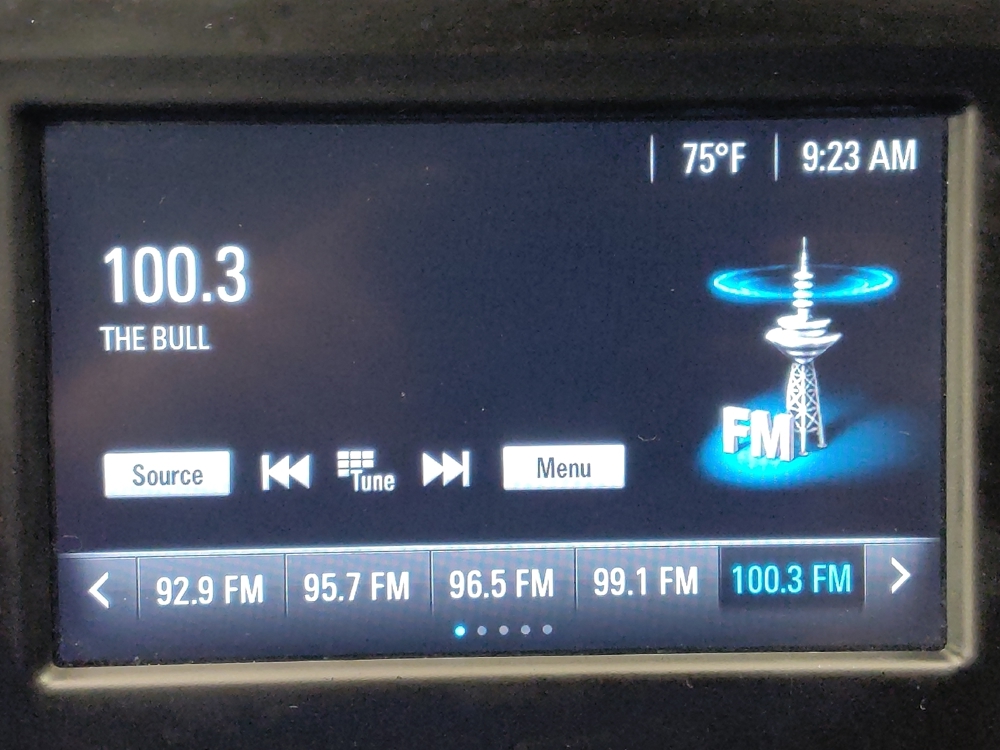 75°F 9:23 AM
100.3
THE BULL
FM
Source Tune Menu
92.9 FM 95.7 FM 96.5 FM 99.1 FM 100.3 FM